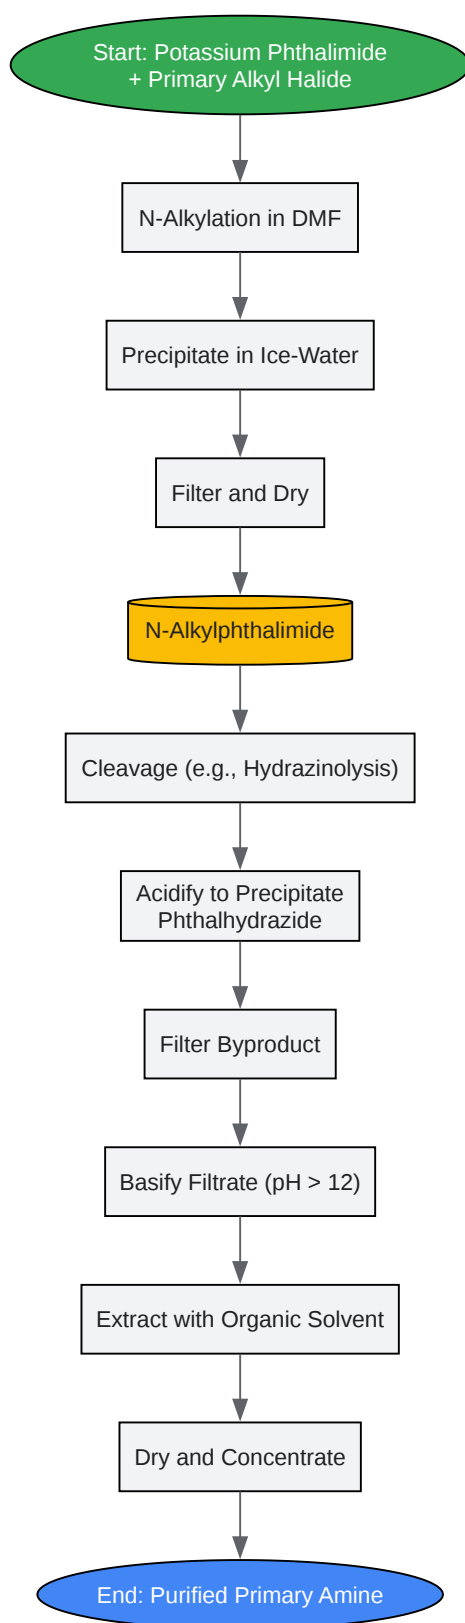 Start: Potassium Phthalimide
+ Primary Alkyl Halide
N-Alkylation in DMF
Precipitate in Ice-Water
Filter and Dry
N-Alkylphthalimide
Cleavage (e.g., Hydrazinolysis)
Acidify to Precipitate
Phthalhydrazide
Filter Byproduct
Basify Filtrate (pH > 12)
Extract with Organic Solvent
Dry and Concentrate
End: Purified Primary Amine